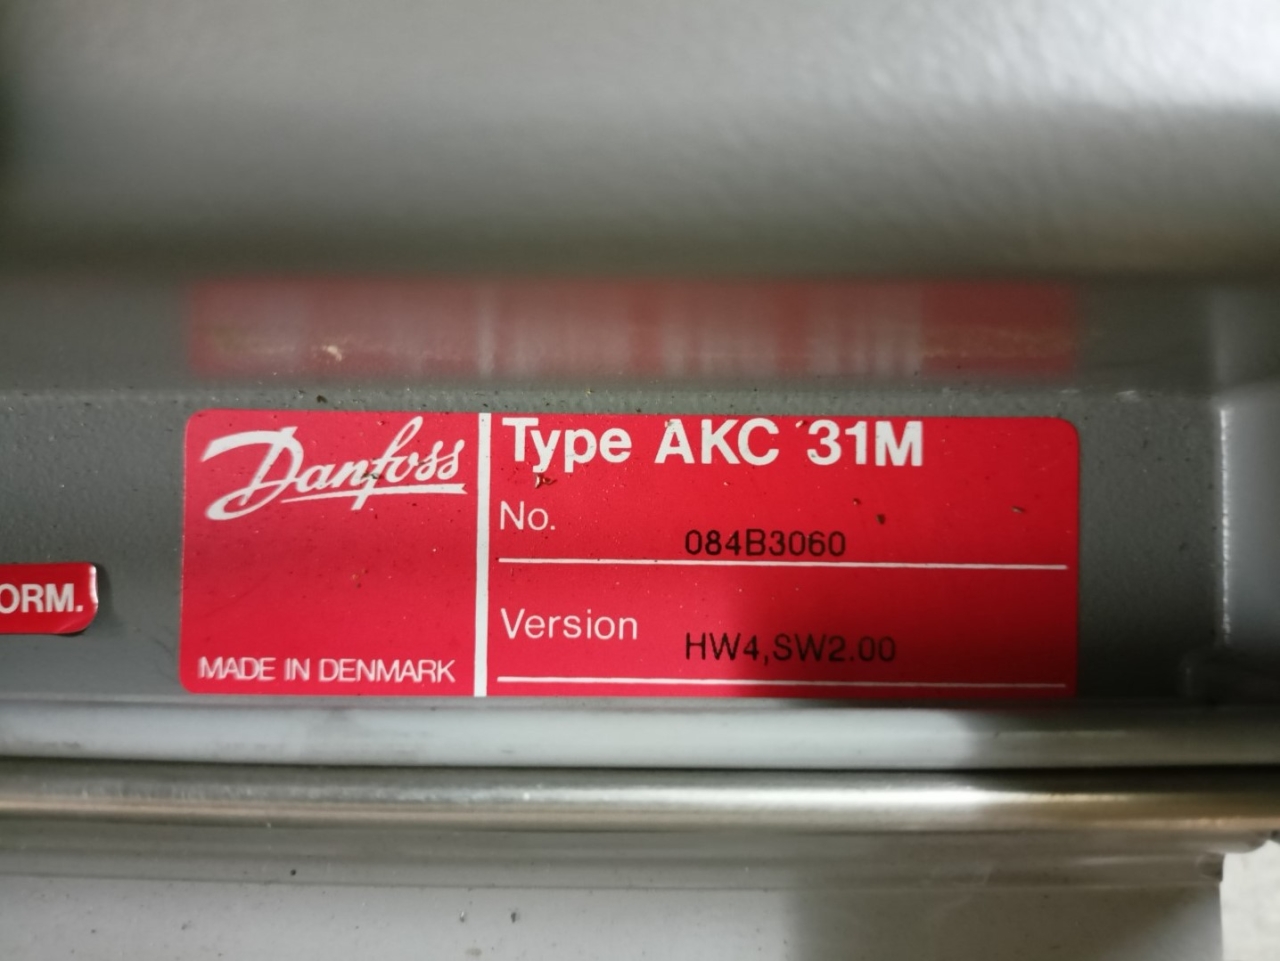 Danfoss
Type AKC 31M
No.
084B3060
Version
HW4,SW2.00
MADE IN DENMARK
ORM.